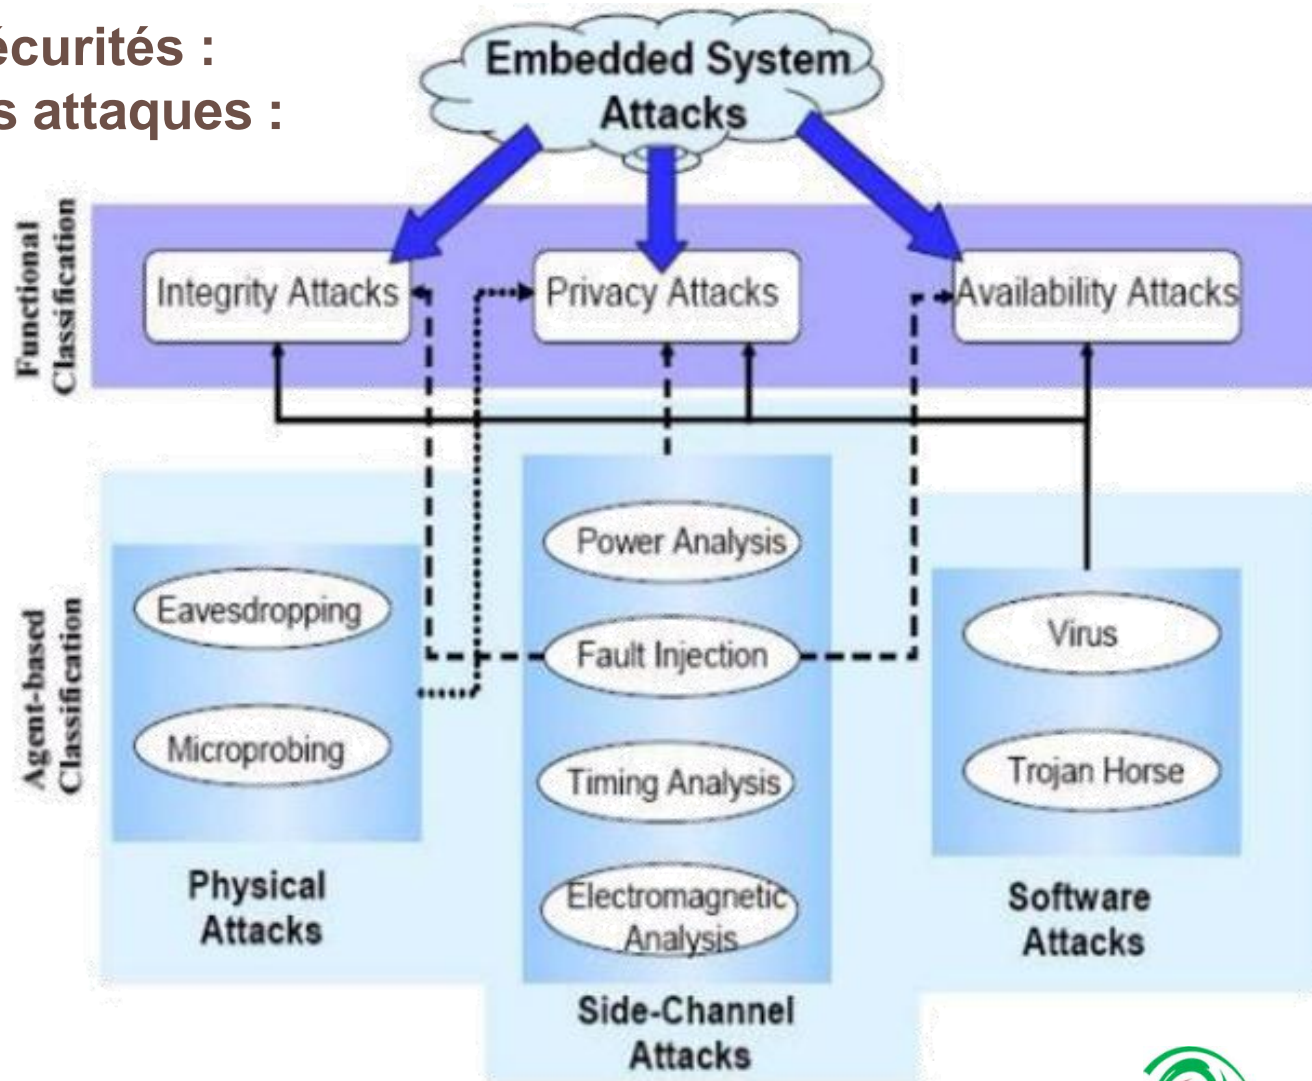 écurités :
s attaques :
Embedded System
Attacks
Functional
Classification
Integrity Attacks
Privacy Attacks
Availability Attacks
Agent-based
Classification
Eavesdropping
Microprobing
Physical
Attacks
Power Analysis
Fault Injection
Timing Analysis
Electromagnetic
Analysis
Side-Channel
Attacks
Virus
Trojan Horse
Software
Attacks